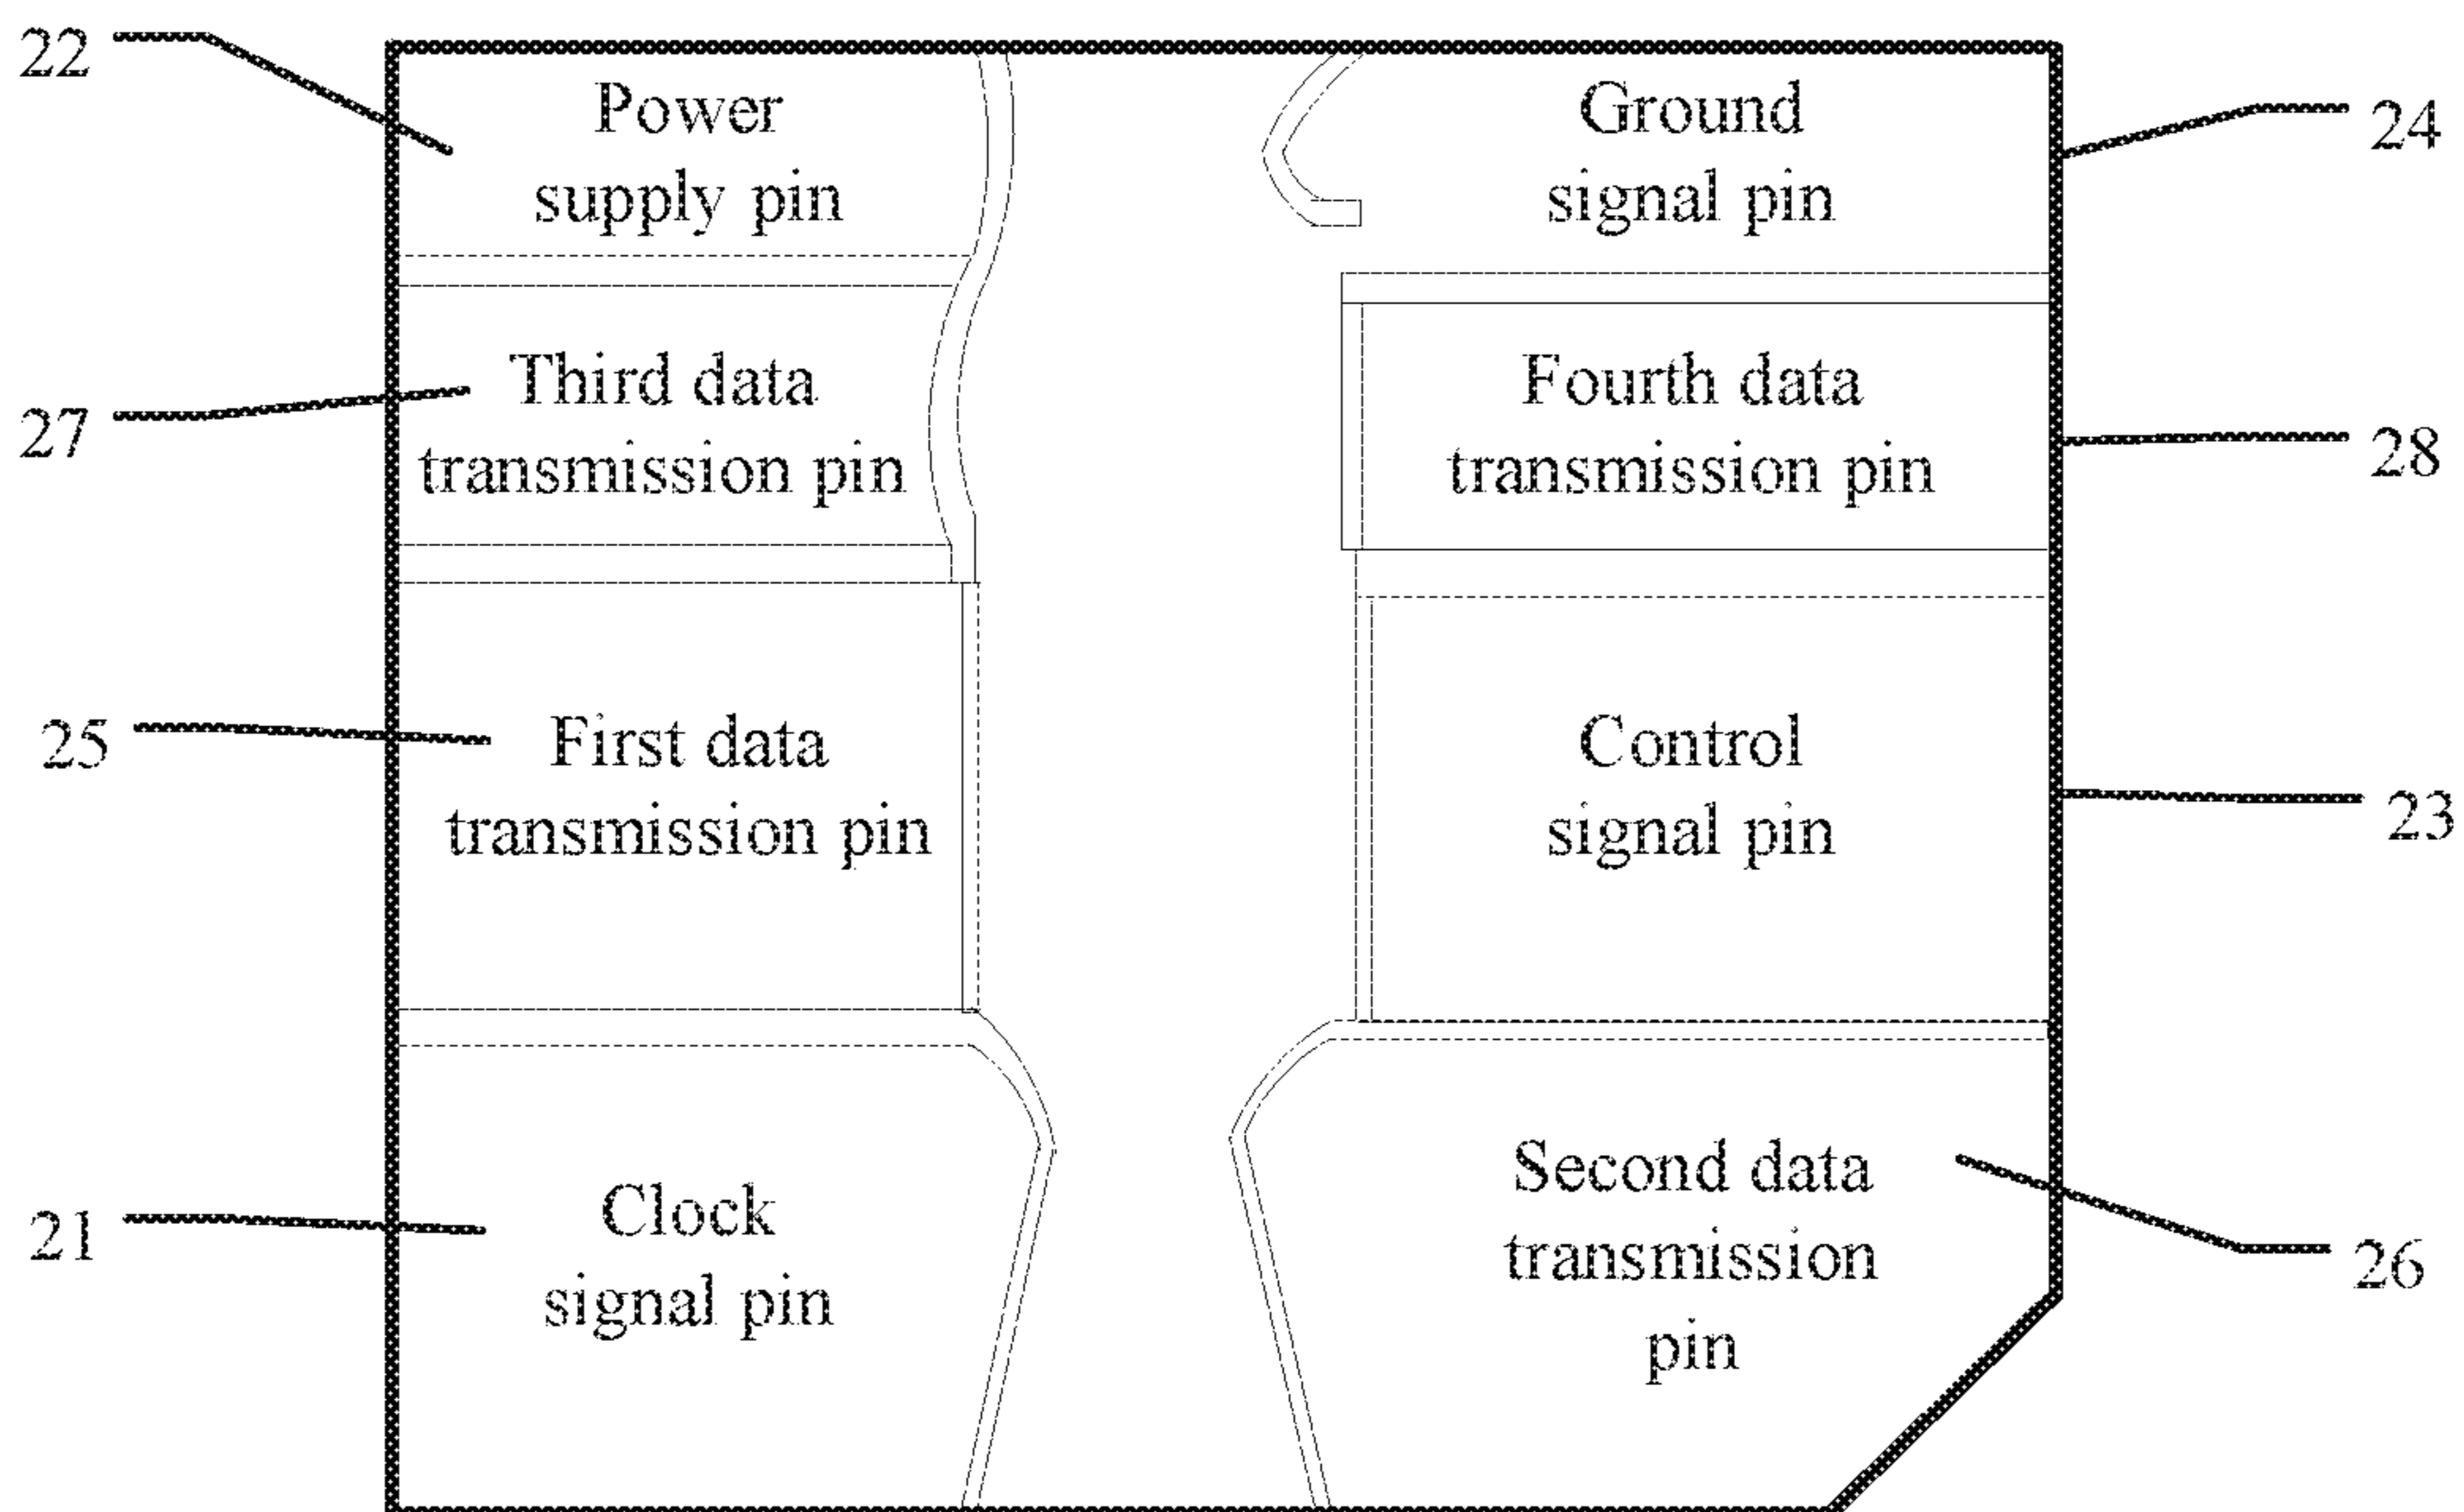 22
Power
supply pin
Ground
signal pin
24
27
Third data
transmission pin
Fourth data
transmission pin
28
25
First data
transmission pin
Control
signal pin
23
21
Clock
signal pin
Second data
transmission
pin
26